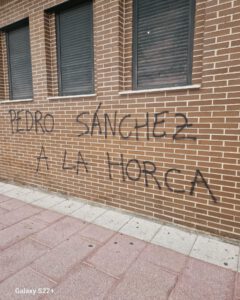 PEDRO SÁNCHEZ
A LA HORCA
Galaxy S22+